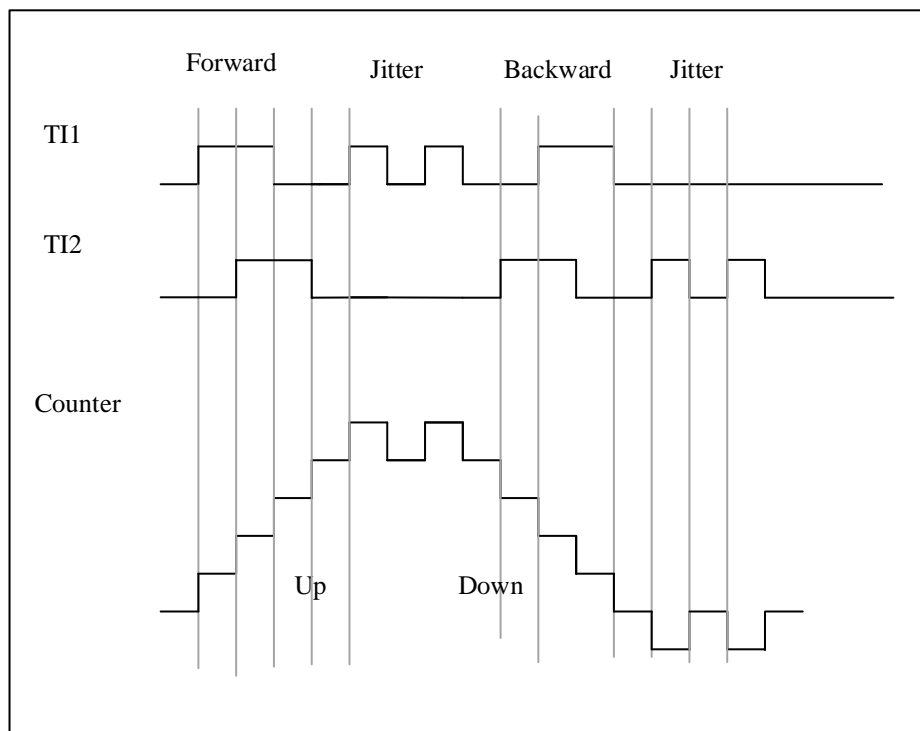 Forward
Jitter
Backward
Jitter
TI1
TI2
Counter
Up
Down